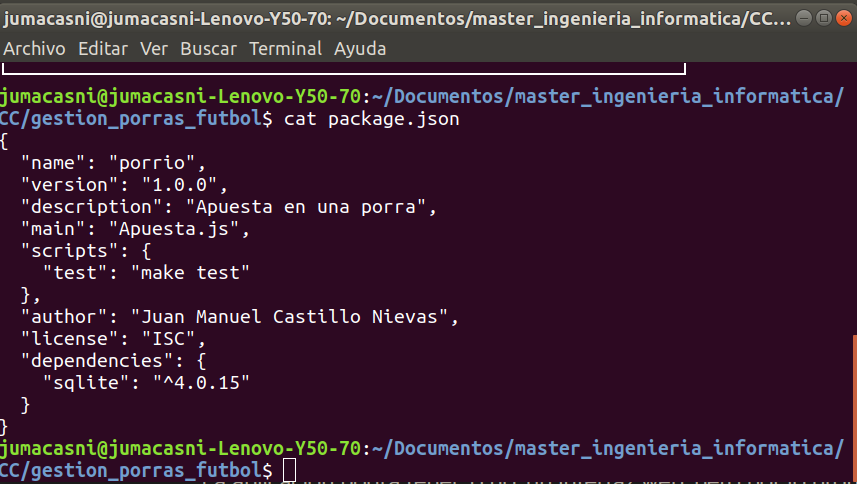 jumacasni@jumacasni-Lenovo-Y50-70: ~/Documentos/master_ingenieria_informatica/CC...
Archivo Editar Ver Buscar Terminal Ayuda
jumacasni@jumacasni-Lenovo-Y50-70:~/Documentos/master_ingenieria_informatica/
CC/gestion_porras_futbol$ cat package.json
{
  "name": "porrio",
  "version": "1.0.0",
  "description": "Apuesta en una porra",
  "main": "Apuesta.js",
  "scripts": {
    "test": "make test"
  },
  "author": "Juan Manuel Castillo Nievas",
  "license": "ISC",
  "dependencies": {
    "sqlite": "^4.0.15"
  }
}
jumacasni@jumacasni-Lenovo-Y50-70:~/Documentos/master_ingenieria_informatica/
CC/gestion_porras_futbol$